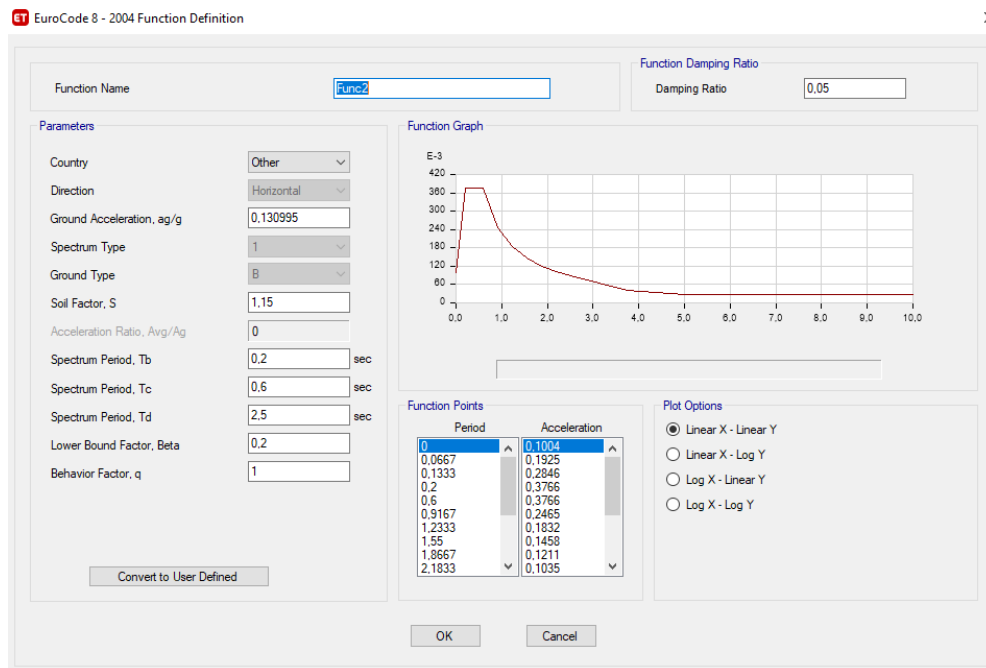 ET EuroCode 8 - 2004 Function Definition
Function Name
Func2
Function Damping Ratio
Damping Ratio
0,05
Parameters
Country
Other
Direction
Horizontal
Ground Acceleration, ag/g
0,130995
Spectrum Type
1
Ground Type
B
Soil Factor, S
1,15
Acceleration Ratio, Avg/Ag
0
Spectrum Period, Tb
0,2
sec
Spectrum Period, Tc
0,6
sec
Spectrum Period, Td
2,5
sec
Lower Bound Factor, Beta
0,2
Behavior Factor, q
1
Convert to User Defined
Function Graph
E-3
420
360
300
240
180
120
60
0
0,0 1,0 2,0 3,0 4,0 5,0 6,0 7,0 8,0 9,0 10,0
Function Points
Period Acceleration
0 0,1004
0,0667 0,1925
0,1333 0,2846
0,2 0,3766
0,6 0,3766
0,9167 0,2465
1,2333 0,1832
1,55 0,1458
1,8667 0,1211
2,1833 0,1035
Plot Options
Linear X - Linear Y
Linear X - Log Y
Log X - Linear Y
Log X - Log Y
OK
Cancel